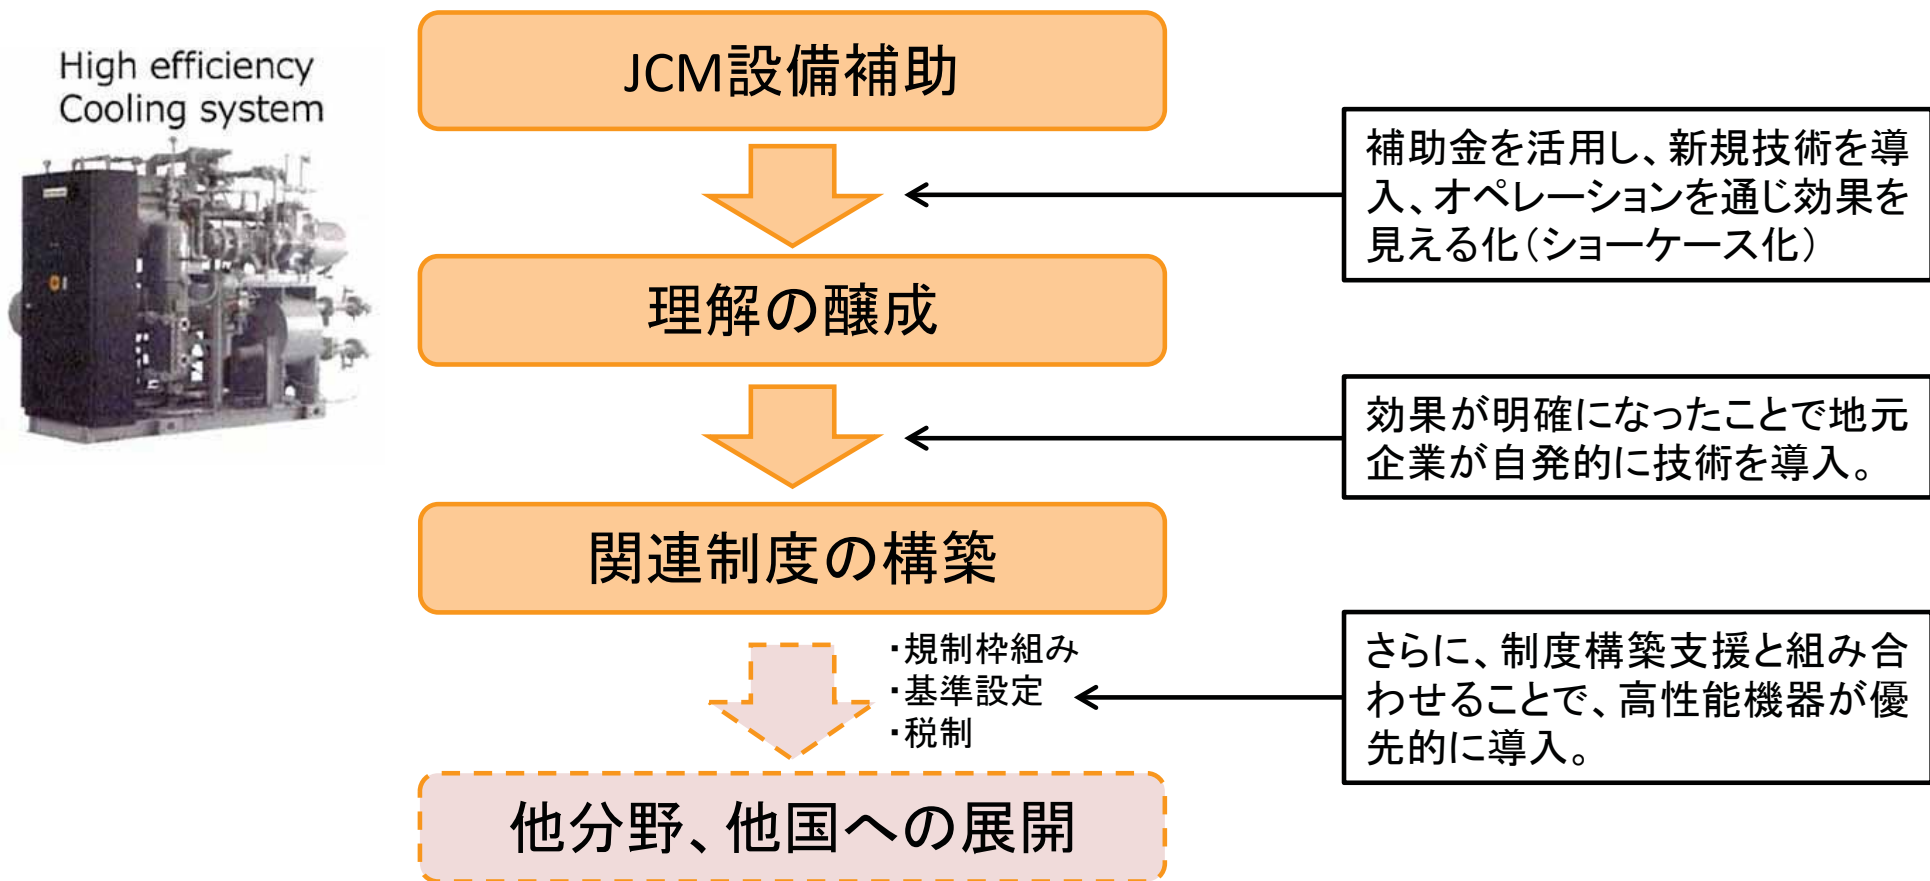 High efficiency
Cooling system
JCM設備補助
補助金を活用し、新規技術を導
入、オペレーションを通じ効果を
見える化(ショーケース化)
理解の醸成
効果が明確になったことで地元
企業が自発的に技術を導入。
関連制度の構築
・規制枠組み
・基準設定
・税制
さらに、制度構築支援と組み合
わせることで、高性能機器が優
先的に導入。
他分野、他国への展開